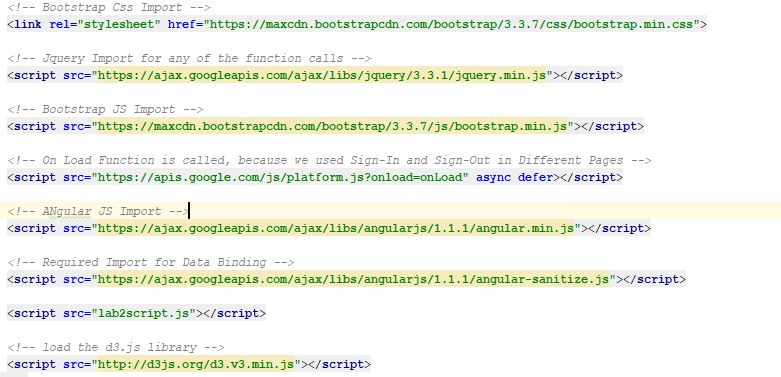 <!-- Bootstrap Css Import -->
<link rel="stylesheet" href="https://maxcdn.bootstrapcdn.com/bootstrap/3.3.7/css/bootstrap.min.css">
<!-- Jquery Import for any of the function calls -->
<script src="https://ajax.googleapis.com/ajax/libs/jquery/3.3.1/jquery.min.js"></script>
<!-- Bootstrap JS Import -->
<script src="https://maxcdn.bootstrapcdn.com/bootstrap/3.3.7/js/bootstrap.min.js"></script>
<!-- On Load Function is called, because we used Sign-In and Sign-Out in Different Pages -->
<script src="https://apis.google.com/js/platform.js?onload=onLoad" async defer></script>
<!-- ANgular JS Import -->
<script src="https://ajax.googleapis.com/ajax/libs/angularjs/1.1.1/angular.min.js"></script>
<!-- Required Import for Data Binding -->
<script src="https://ajax.googleapis.com/ajax/libs/angularjs/1.1.1/angular-sanitize.js"></script>
<script src="lab2script.js"></script>
<!-- load the d3.js library -->
<script src="http://d3js.org/d3.v3.min.js"></script>